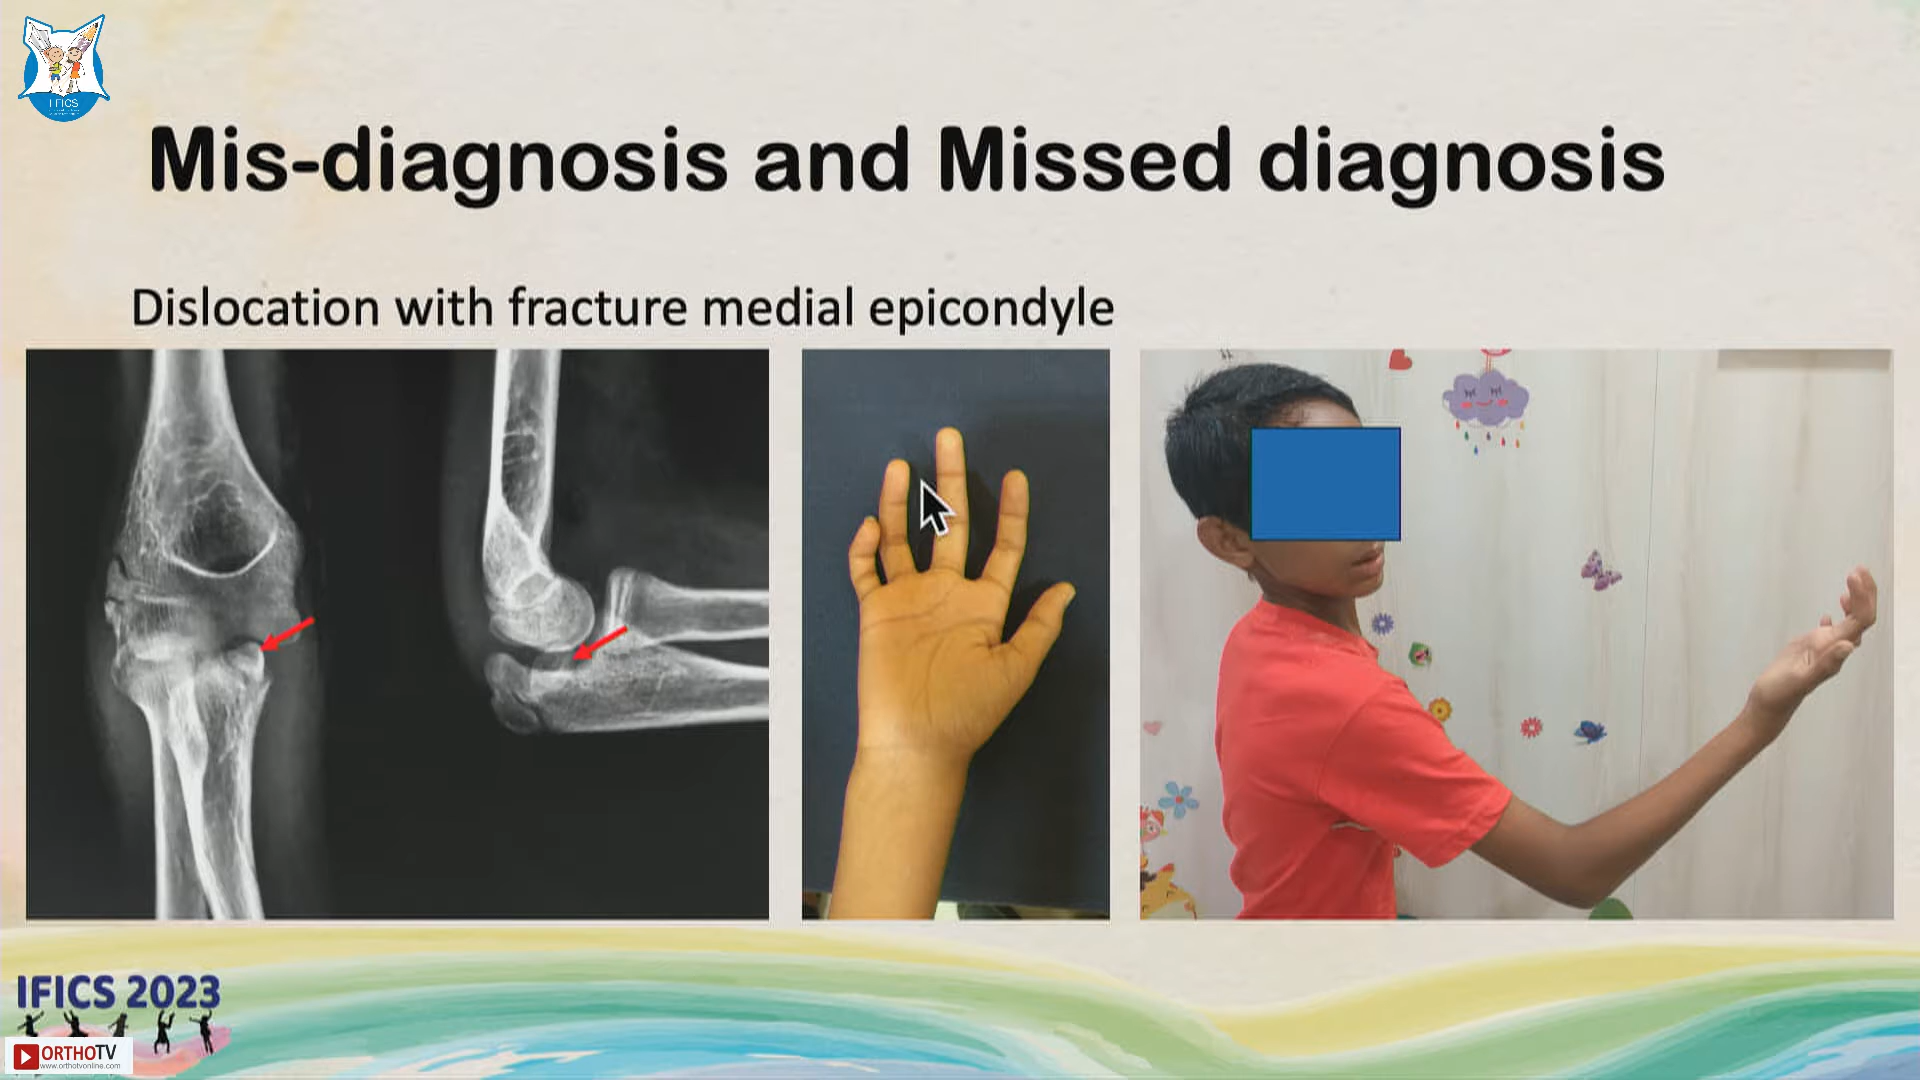 IFICS
Mis-diagnosis and Missed diagnosis
Dislocation with fracture medial epicondyle
IFICS 2023
ORTHOTV
www.orthotvonline.com